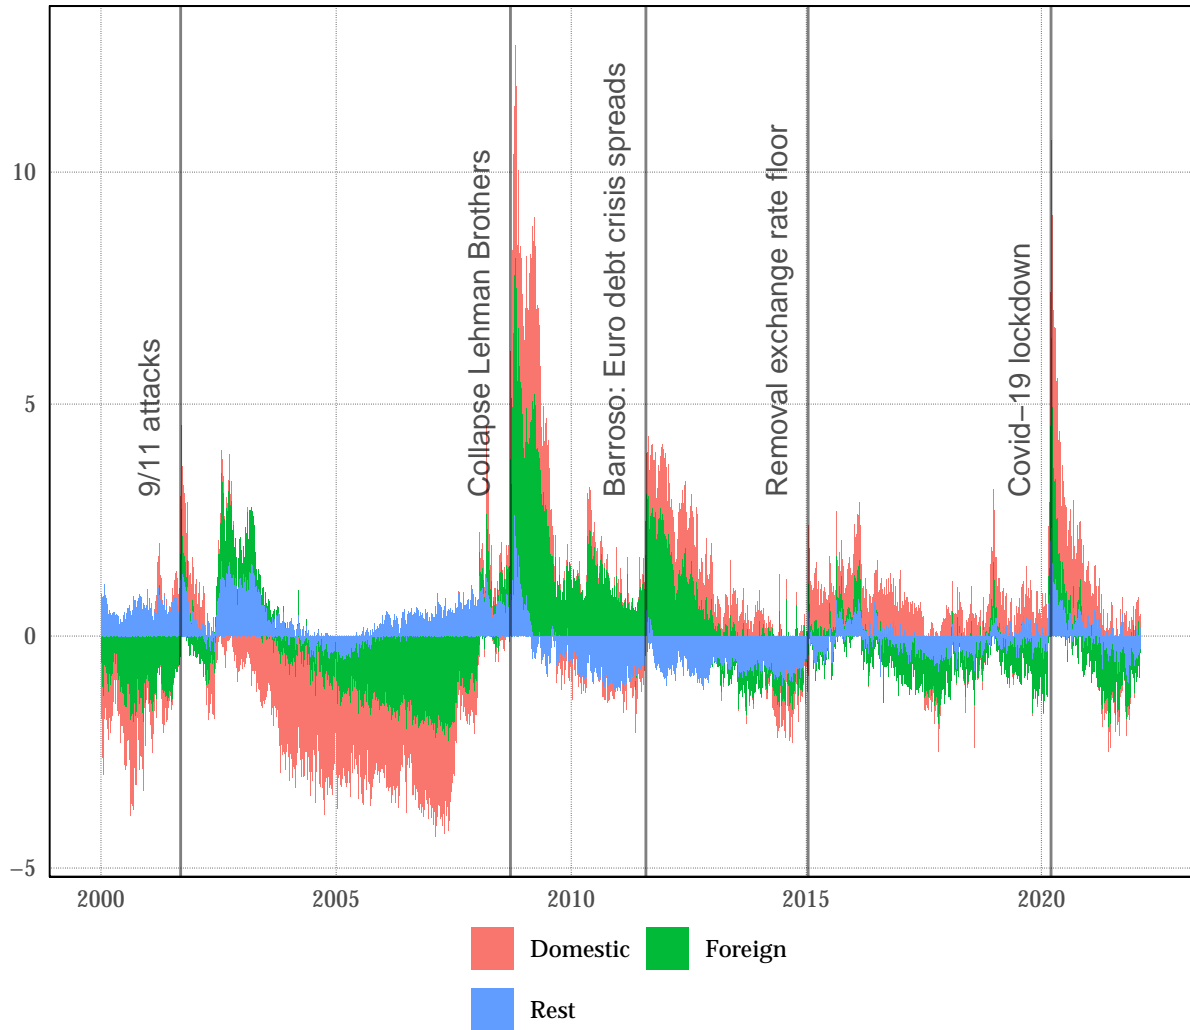 10
5
0
−5
9/11 attacks
Collapse Lehman Brothers
Barroso: Euro debt crisis spreads
Removal exchange rate floor
Covid−19 lockdown
2000
2005
2010
2015
2020
Domestic
Foreign
Rest